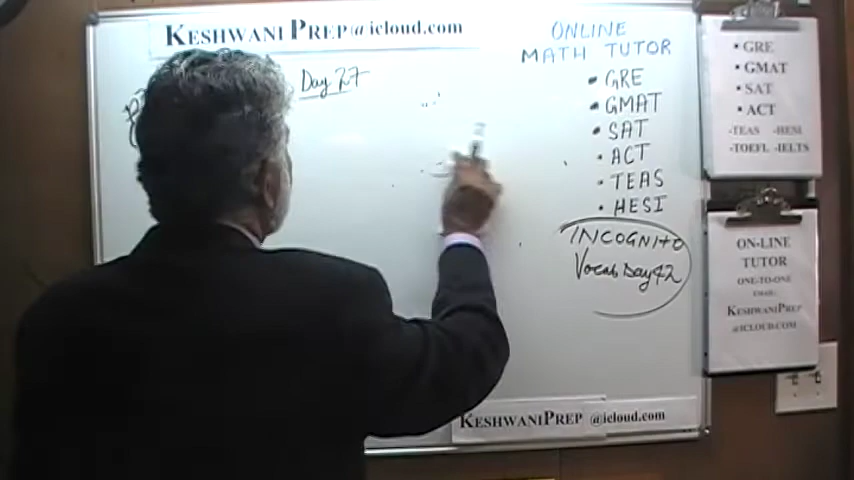 KESHWANI PREP @icloud.com
Day 27
ONLINE
MATH TUTOR
• GRE
• GMAT
• SAT
• ACT
• TEAS
• HESI
INCOGNITO
Vocab Day 42
KESHWANIPREP @icloud.com
• GRE
• GMAT
• SAT
• ACT
-TEAS -HESI
-TOEFL -IELTS
ON-LINE
TUTOR
ONE-TO-ONE
EMAIL:
KESHWANIPREP
@ICLOUD.COM